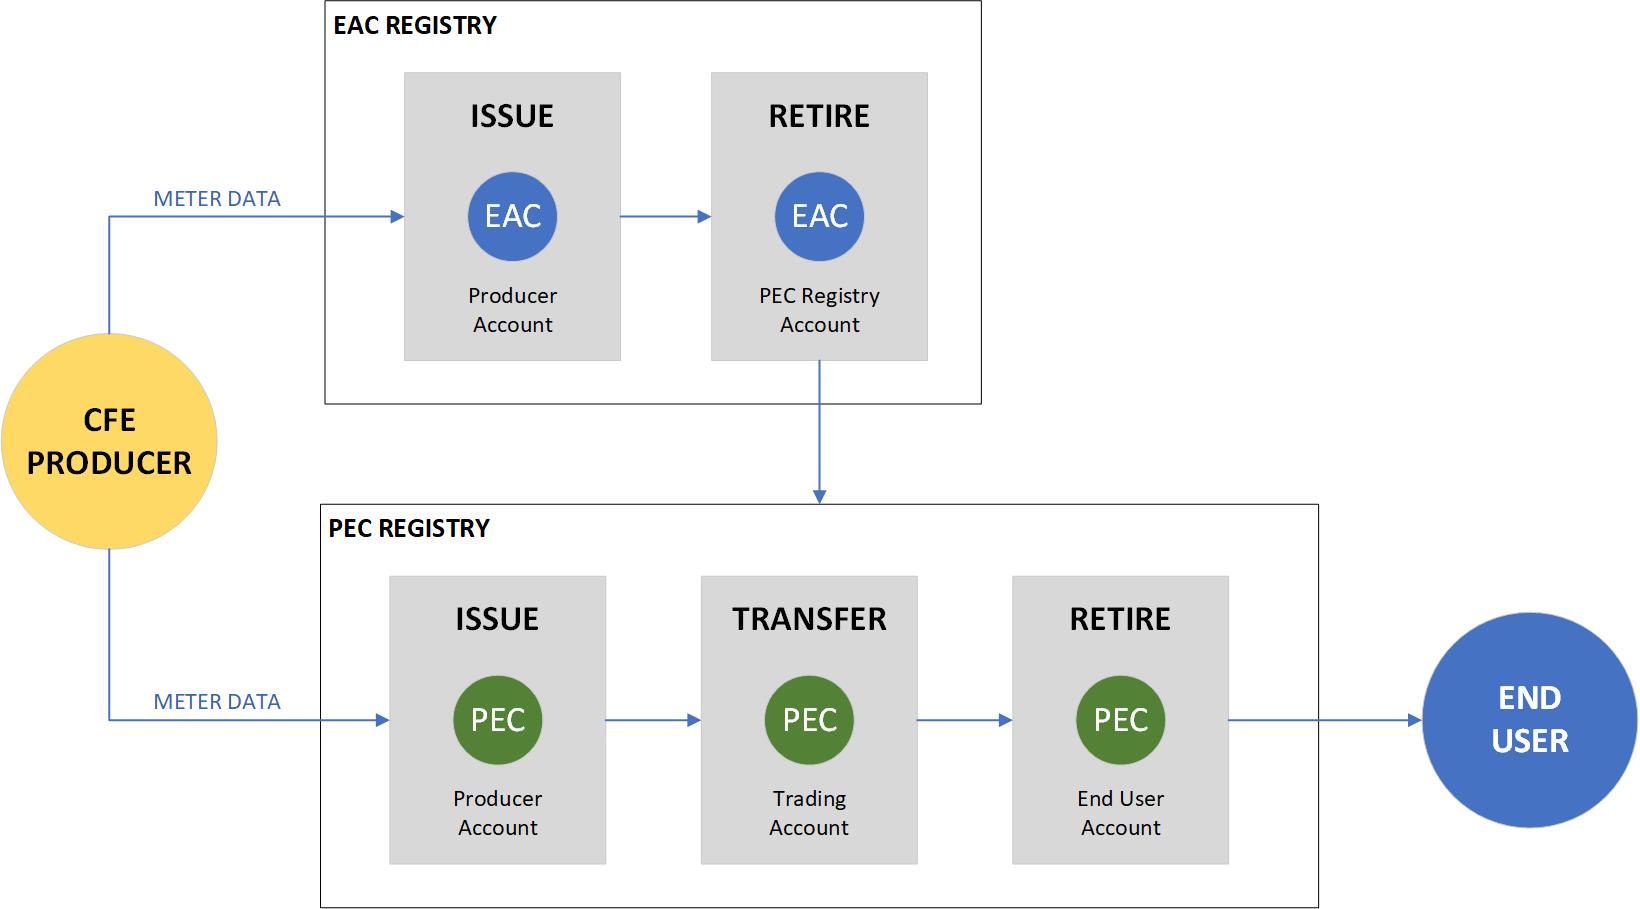 EAC REGISTRY
ISSUE
EAC
Producer
Account
RETIRE
EAC
PEC Registry
Account
METER DATA
CFE
PRODUCER
METER DATA
PEC REGISTRY
ISSUE
PEC
Producer
Account
TRANSFER
PEC
Trading
Account
RETIRE
PEC
End User
Account
END
USER